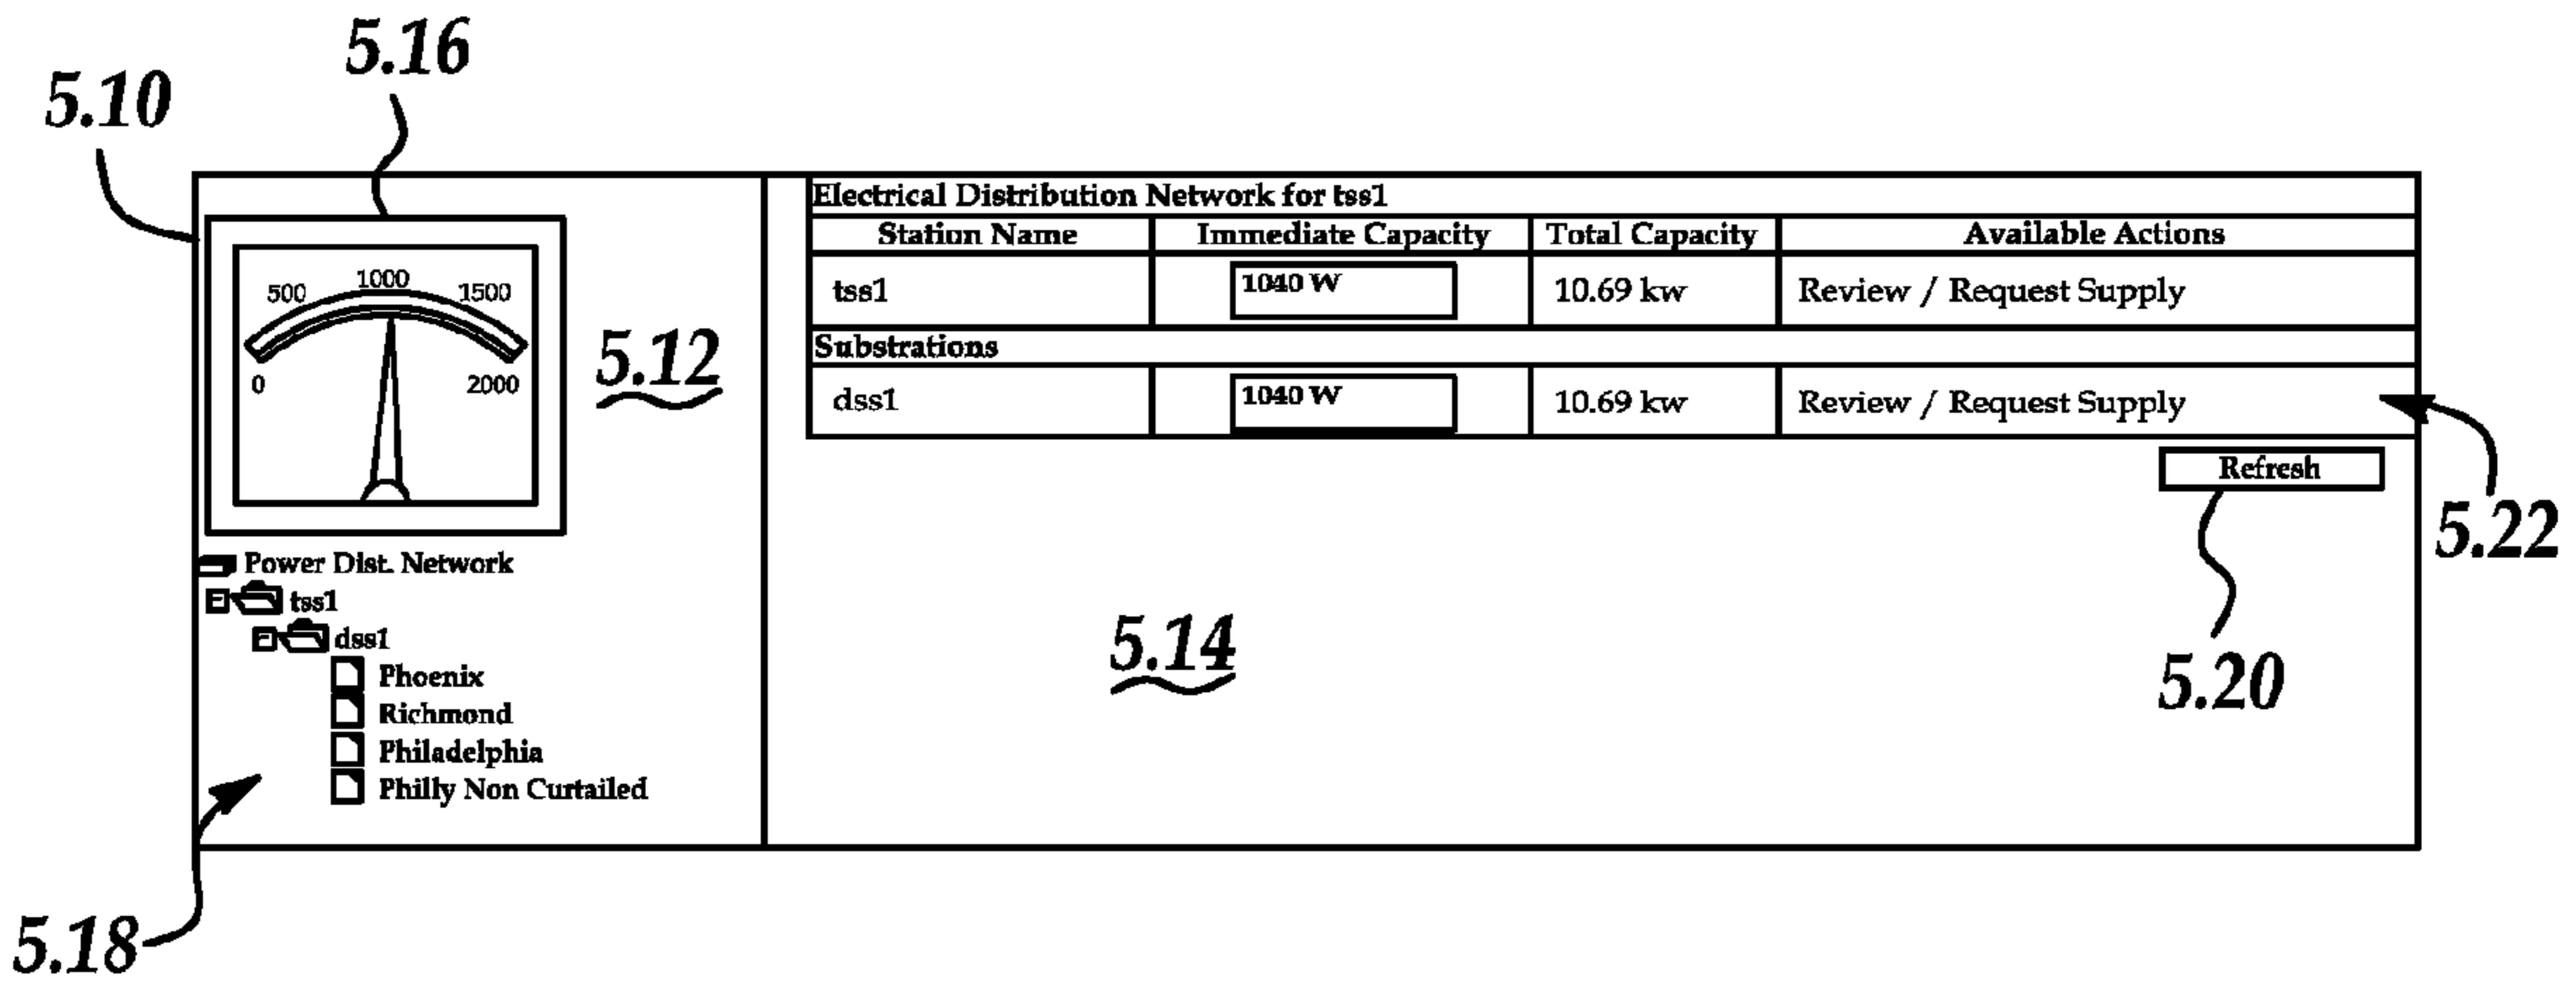 5.16
5.10
500 1000 1500
0 2000
5.12
Power Dist. Network
tss1
dss1
Phoenix
Richmond
Philadelphia
Philly Non Curtailed
5.18
Electrical Distribution Network for tss1
Station Name Immediate Capacity Total Capacity Available Actions
tss1 1040 W 10.69 kw Review / Request Supply
Substrations
dss1 1040 W 10.69 kw Review / Request Supply
Refresh
5.22
5.14
5.20